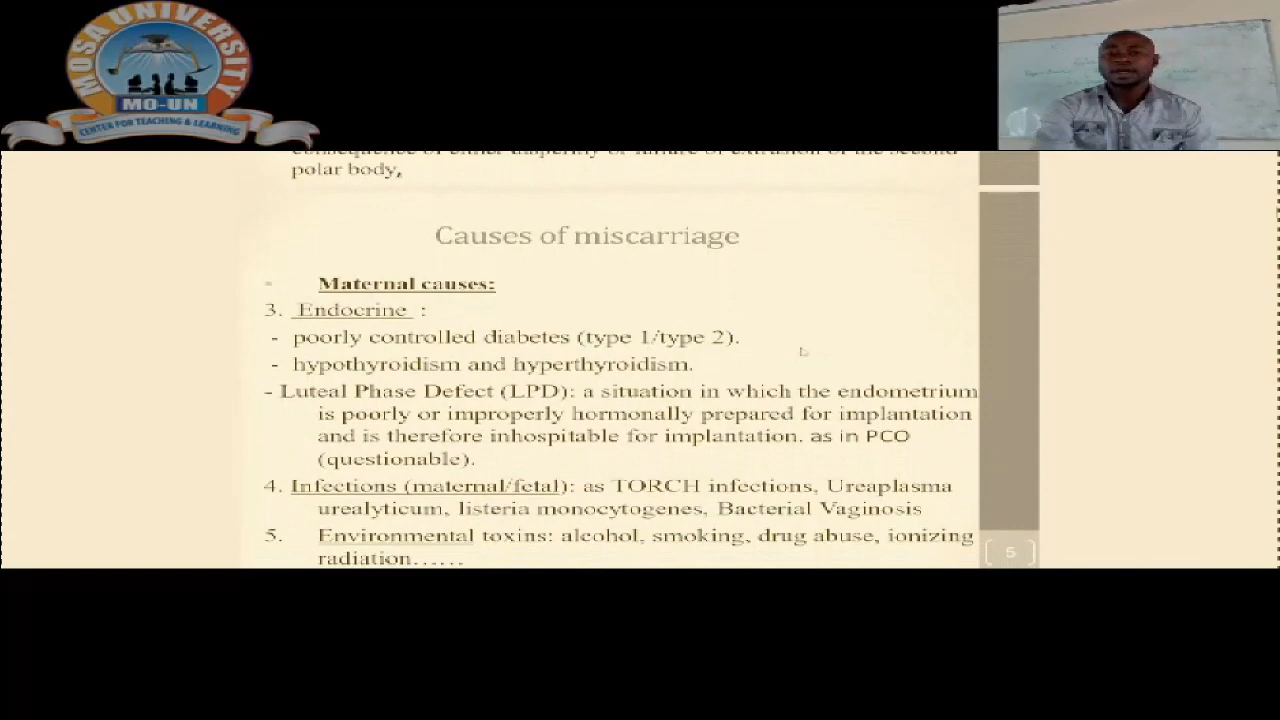 MOSA UNIVERSITY
MO-UN
CENTER FOR TEACHING & LEARNING
consequence of either dispermy or failure of extrusion of the second
polar body,
Causes of miscarriage
- Maternal causes:
3. Endocrine :
- poorly controlled diabetes (type 1/type 2).
- hypothyroidism and hyperthyroidism.
- Luteal Phase Defect (LPD): a situation in which the endometrium
is poorly or improperly hormonally prepared for implantation
and is therefore inhospitable for implantation. as in PCO
(questionable).
4. Infections (maternal/fetal): as TORCH infections, Ureaplasma
urealyticum, listeria monocytogenes, Bacterial Vaginosis
5. Environmental toxins: alcohol, smoking, drug abuse, ionizing
radiation......
5